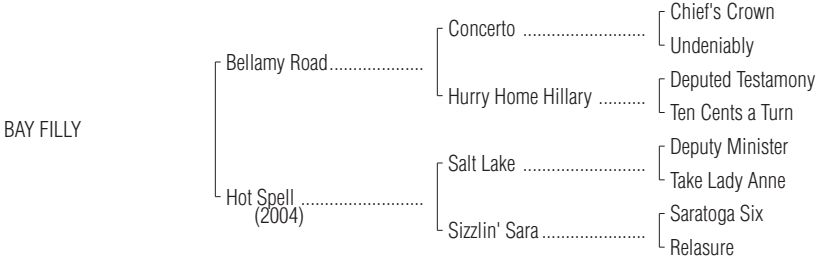 Chief's Crown
Concerto ..........................
Undeniably
Bellamy Road....................
Deputed Testamony
Hurry Home Hillary ..........
Ten Cents a Turn
BAY FILLY
Deputy Minister
Salt Lake ..........................
Take Lady Anne
Hot Spell ..........................
(2004)
Saratoga Six
Sizzlin' Sara......................
Relasure